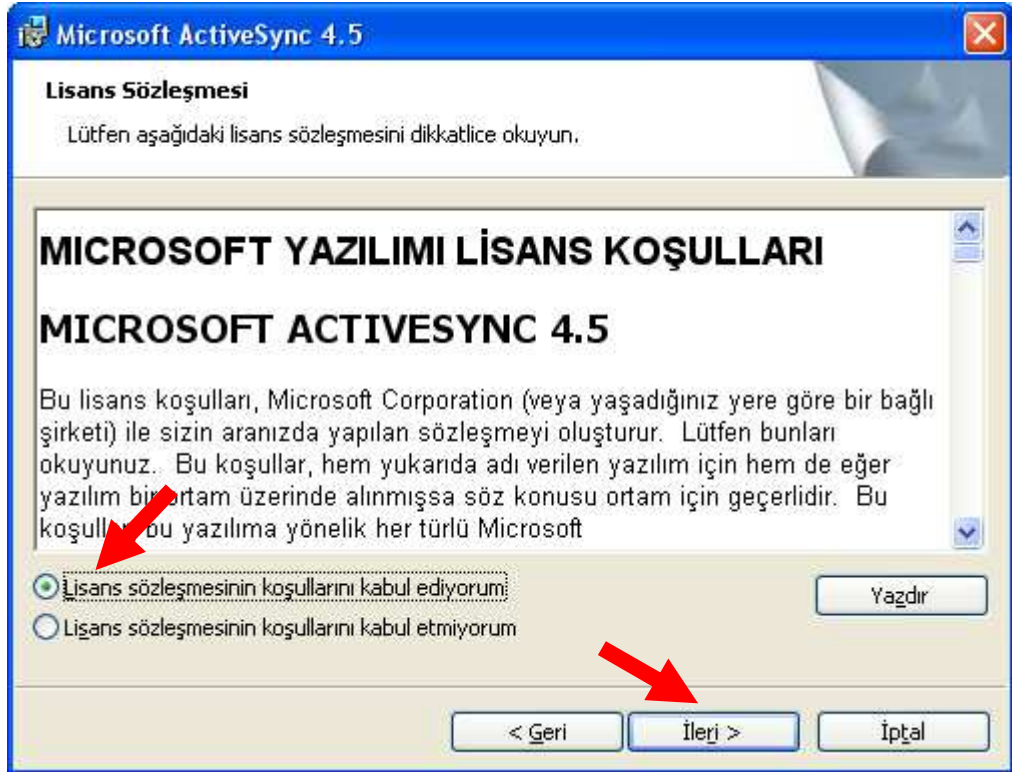 Microsoft ActiveSync 4.5
Lisans Sözleşmesi
Lütfen aşağıdaki lisans sözleşmesini dikkatlice okuyun.
MICROSOFT YAZILIMI LİSANS KOŞULLARI
MICROSOFT ACTIVESYNC 4.5
Bu lisans koşulları, Microsoft Corporation (veya yaşadığınız yere göre bir bağlı
şirketi) ile sizin aranızda yapılan sözleşmeyi oluşturur. Lütfen bunları
okuyunuz. Bu koşullar, hem yukarıda adı verilen yazılım için hem de eğer
yazılım bir ortam üzerinde alınmışsa söz konusu ortam için geçerlidir. Bu
bu yazılıma yönelik her türlü Microsoft
Lisans sözleşmesinin koşullarını kabul ediyorum
Yazdır
Lisans sözleşmesinin koşullarını kabul etmiyorum
< Geri İleri > İptal